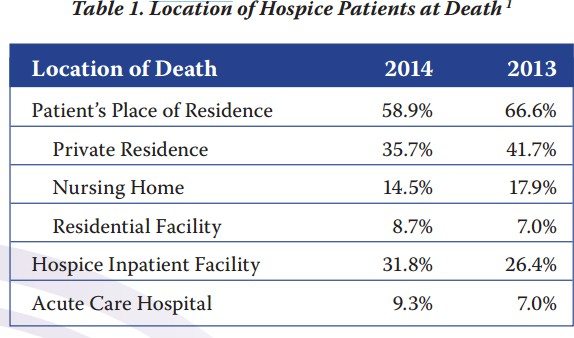 Table 1. Location of Hospice Patients at Death 1
Location of Death 2014 2013
Patient's Place of Residence 58.9% 66.6%
Private Residence 35.7% 41.7%
Nursing Home 14.5% 17.9%
Residential Facility 8.7% 7.0%
Hospice Inpatient Facility 31.8% 26.4%
Acute Care Hospital 9.3% 7.0%